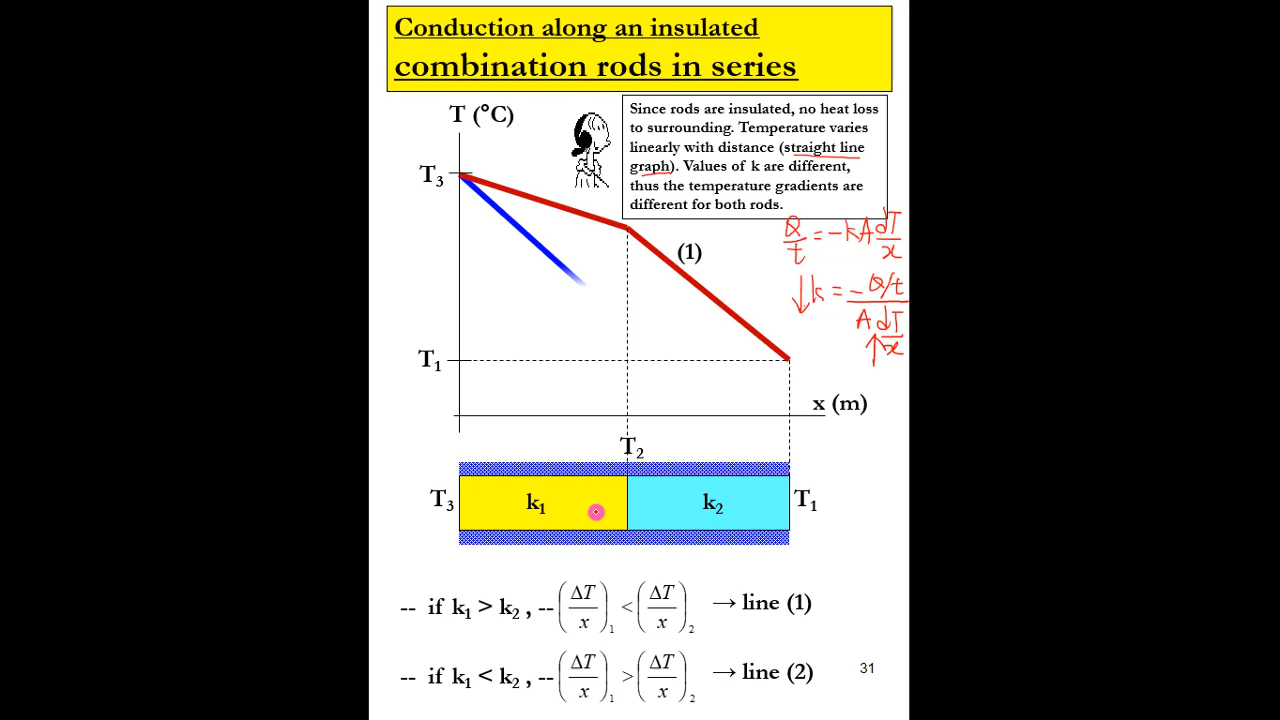 Conduction along an insulated
combination rods in series
T (°C)
Since rods are insulated, no heat loss
to surrounding. Temperature varies
linearly with distance (straight line
graph). Values of k are different,
thus the temperature gradients are
different for both rods.
T₃
Q/t = -kA dT/x
(1)
↓k = -Q/t / A dT/x ↑
T₁
x (m)
T₂
T₃ k₁ k₂ T₁
-- if k₁ > k₂ , --(ΔT/x)₁ < (ΔT/x)₂ → line (1)
-- if k₁ < k₂ , --(ΔT/x)₁ > (ΔT/x)₂ → line (2)
31